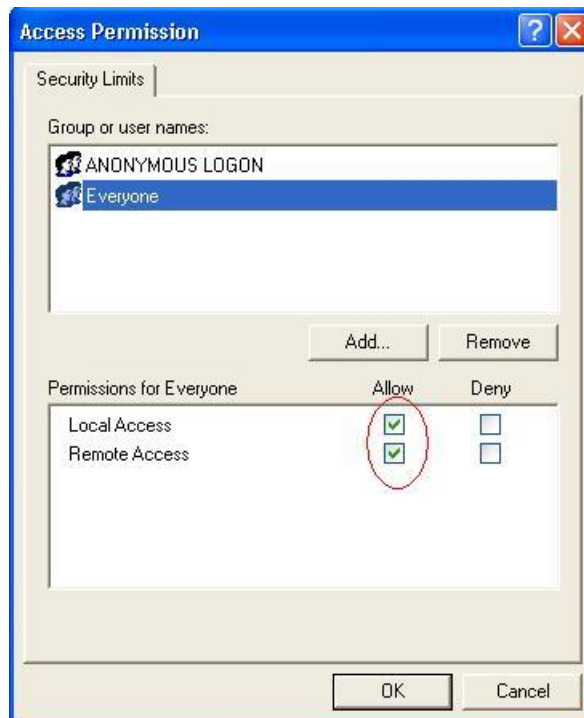 Access Permission
Security Limits
Group or user names:
ANONYMOUS LOGON
Everyone
Add... Remove
Permissions for Everyone Allow Deny
Local Access
Remote Access
OK Cancel